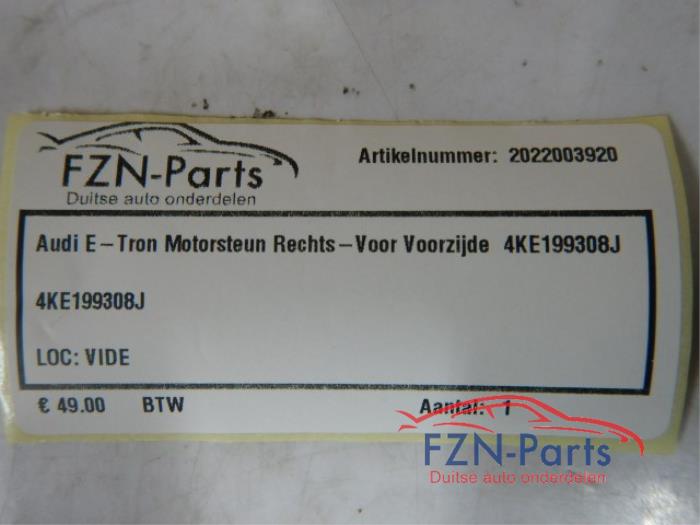 FZN-Parts
Duitse auto onderdelen
Artikelnummer: 2022003920
Audi E-Tron Motorsteun Rechts-Voor Voorzijde 4KE199308J
4KE199308J
LOC: VIDE
€ 49.00 BTW Aantal: 1
FZN-Parts
Duitse auto onderdelen